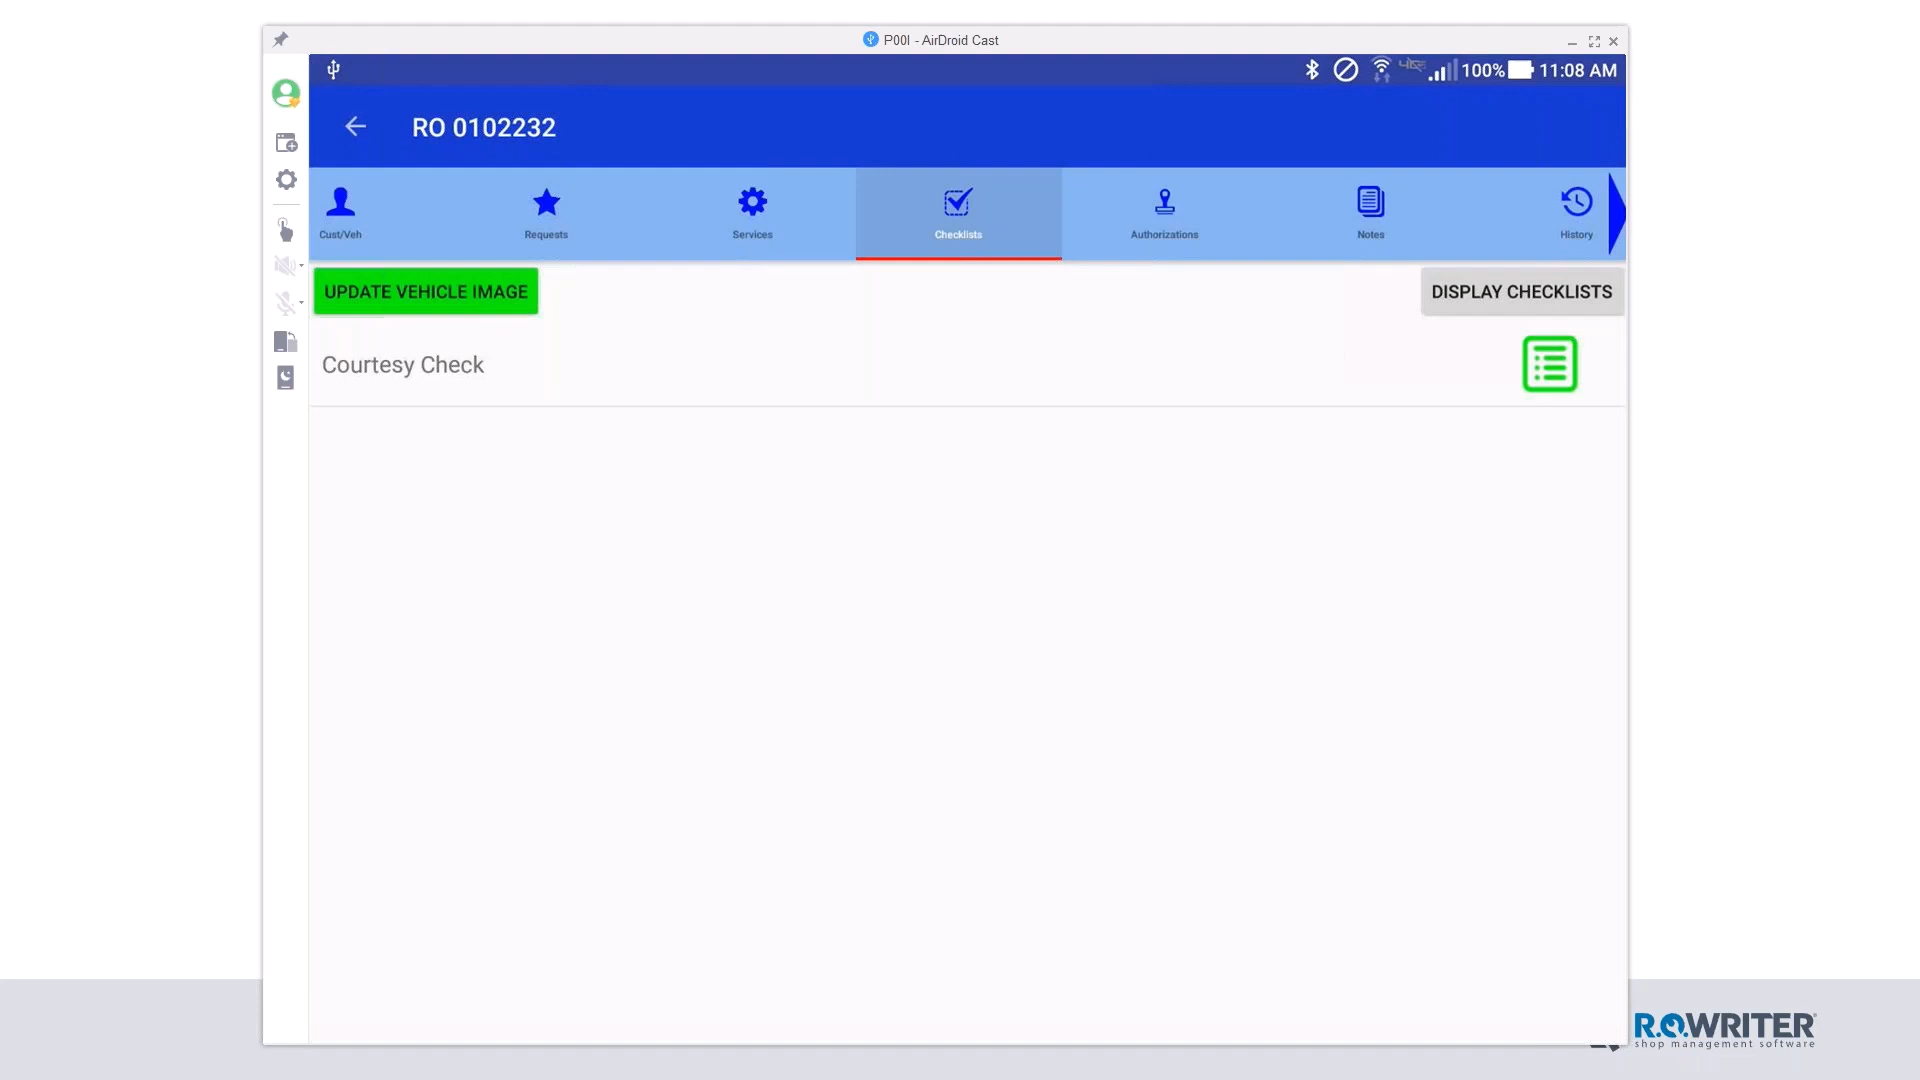 P00I - AirDroid Cast
100% 11:08 AM
RO 0102232
Cust/Veh
Requests
Services
Checklists
Authorizations
Notes
History
UPDATE VEHICLE IMAGE
DISPLAY CHECKLISTS
Courtesy Check
R.O.WRITER
shop management software